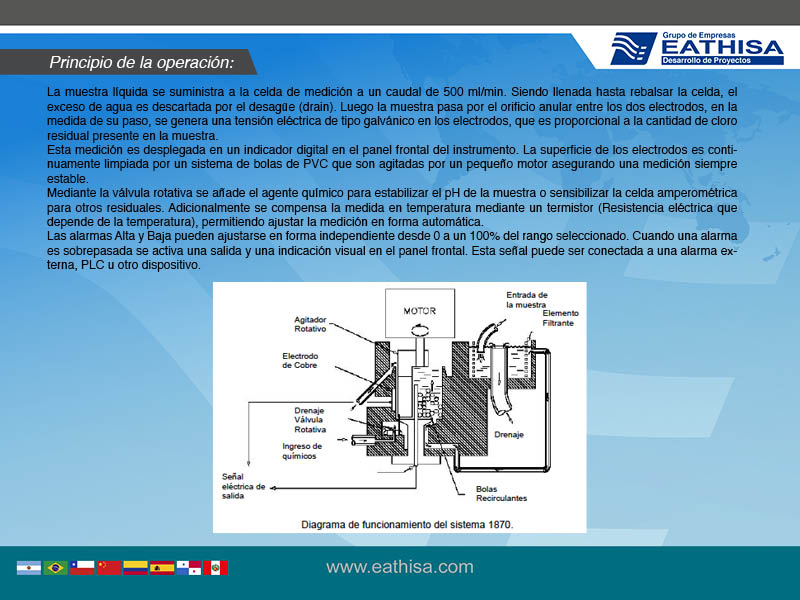 Grupo de Empresas
EATHISA
Desarrollo de Proyectos
Principio de la operación:
La muestra líquida se suministra a la celda de medición a un caudal de 500 ml/min. Siendo llenada hasta rebalsar la celda, el
exceso de agua es descartada por el desagüe (drain). Luego la muestra pasa por el orificio anular entre los dos electrodos, en la
medida de su paso, se genera una tensión eléctrica de tipo galvánico en los electrodos, que es proporcional a la cantidad de cloro
residual presente en la muestra.
Esta medición es desplegada en un indicador digital en el panel frontal del instrumento. La superficie de los electrodos es conti-
nuamente limpiada por un sistema de bolas de PVC que son agitadas por un pequeño motor asegurando una medición siempre
estable.
Mediante la válvula rotativa se añade el agente químico para estabilizar el pH de la muestra o sensibilizar la celda amperométrica
para otros residuales. Adicionalmente se compensa la medida en temperatura mediante un termistor (Resistencia eléctrica que
depende de la temperatura), permitiendo ajustar la medición en forma automática.
Las alarmas Alta y Baja pueden ajustarse en forma independiente desde 0 a un 100% del rango seleccionado. Cuando una alarma
es sobrepasada se activa una salida y una indicación visual en el panel frontal. Esta señal puede ser conectada a una alarma ex-
terna, PLC u otro dispositivo.
MOTOR
Entrada de
la muestra
Elemento
Filtrante
Agitador
Rotativo
Electrodo
de Cobre
Drenaje
Válvula
Rotativa
Ingreso de
químicos
Drenaje
Señal
eléctrica de
salida
Bolas
Recirculantes
Diagrama de funcionamiento del sistema 1870.
www.eathisa.com